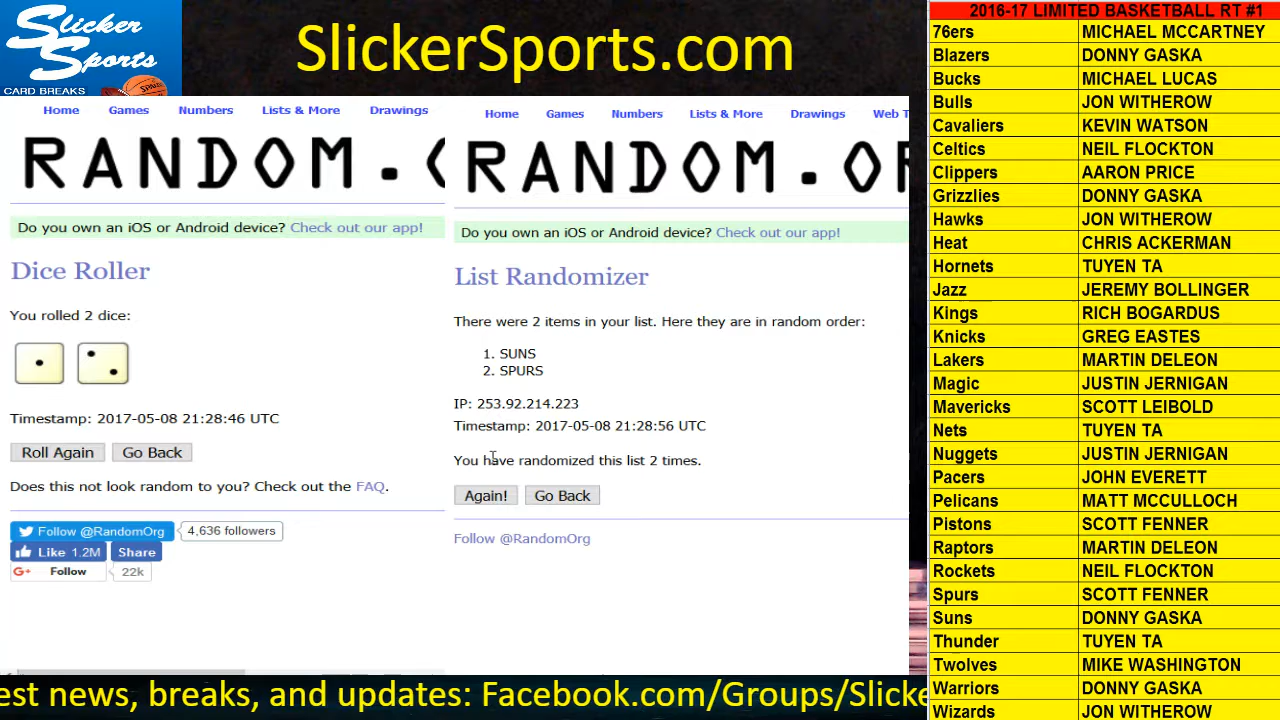 Slicker
Sports
CARD BREAKS
SlickerSports.com
Home Games Numbers Lists & More Drawings
RANDOM.
Do you own an iOS or Android device? Check out our app!
Dice Roller
You rolled 2 dice:
Timestamp: 2017-05-08 21:28:46 UTC
Roll Again Go Back
Does this not look random to you? Check out the FAQ.
Follow @RandomOrg 4,636 followers
Like 1.2M Share
G+ Follow 22k
Home Games Numbers Lists & More Drawings Web T
RANDOM.OR
Do you own an iOS or Android device? Check out our app!
List Randomizer
There were 2 items in your list. Here they are in random order:
1. SUNS
2. SPURS
IP: 253.92.214.223
Timestamp: 2017-05-08 21:28:56 UTC
You have randomized this list 2 times.
Again! Go Back
Follow @RandomOrg
2016-17 LIMITED BASKETBALL RT #1
76ers MICHAEL MCCARTNEY
Blazers DONNY GASKA
Bucks MICHAEL LUCAS
Bulls JON WITHEROW
Cavaliers KEVIN WATSON
Celtics NEIL FLOCKTON
Clippers AARON PRICE
Grizzlies DONNY GASKA
Hawks JON WITHEROW
Heat CHRIS ACKERMAN
Hornets TUYEN TA
Jazz JEREMY BOLLINGER
Kings RICH BOGARDUS
Knicks GREG EASTES
Lakers MARTIN DELEON
Magic JUSTIN JERNIGAN
Mavericks SCOTT LEIBOLD
Nets TUYEN TA
Nuggets JUSTIN JERNIGAN
Pacers JOHN EVERETT
Pelicans MATT MCCULLOCH
Pistons SCOTT FENNER
Raptors MARTIN DELEON
Rockets NEIL FLOCKTON
Spurs SCOTT FENNER
Suns DONNY GASKA
Thunder TUYEN TA
Twolves MIKE WASHINGTON
Warriors DONNY GASKA
Wizards JON WITHEROW
est news, breaks, and updates: Facebook.com/Groups/Slicke